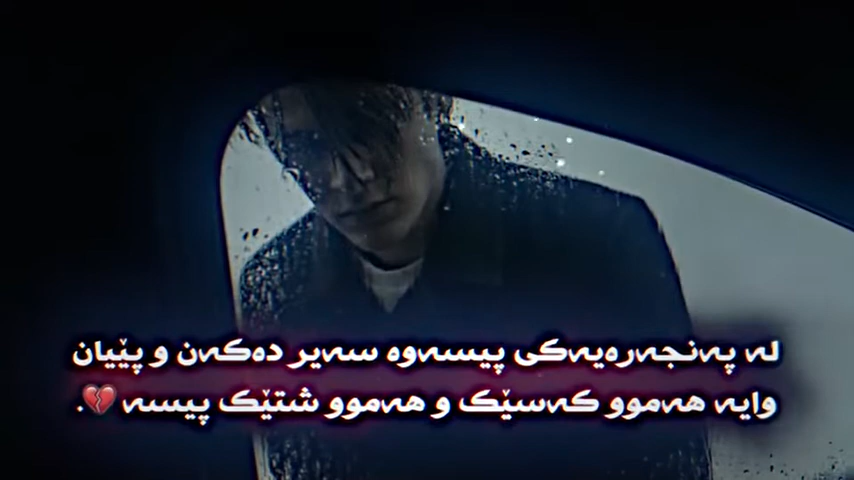 لە پەنجەرەیەکی پیسەوە سەیر دەکەن و پێیان
وایە هەموو کەسێک و هەموو شتێک پیسە 💔.